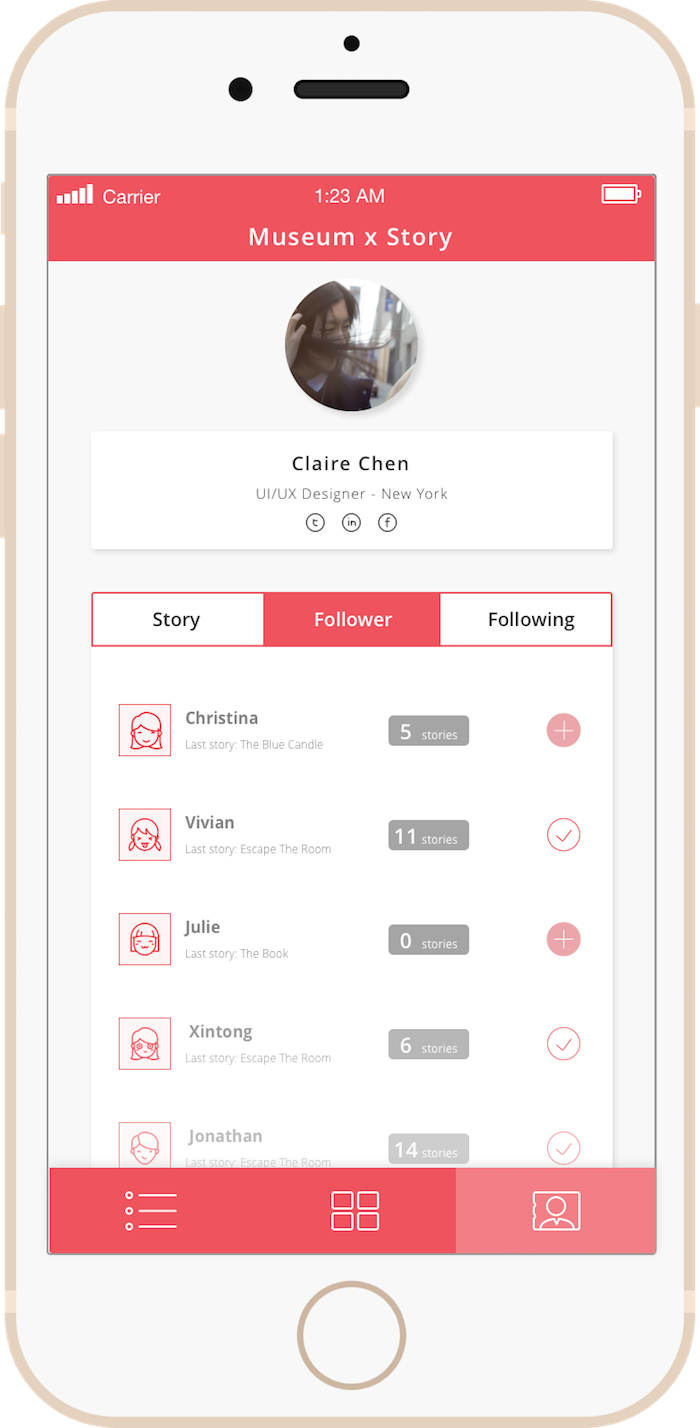 Carrier 1:23 AM
Museum x Story
Claire Chen
UI/UX Designer - New York
t in f
Story Follower Following
Christina
Last story: The Blue Candle
5 stories
Vivian
Last story: Escape The Room
11 stories
Julie
Last story: The Book
0 stories
Xintong
Last story: Escape The Room
6 stories
Jonathan
Last story: Escape The Room
14 stories